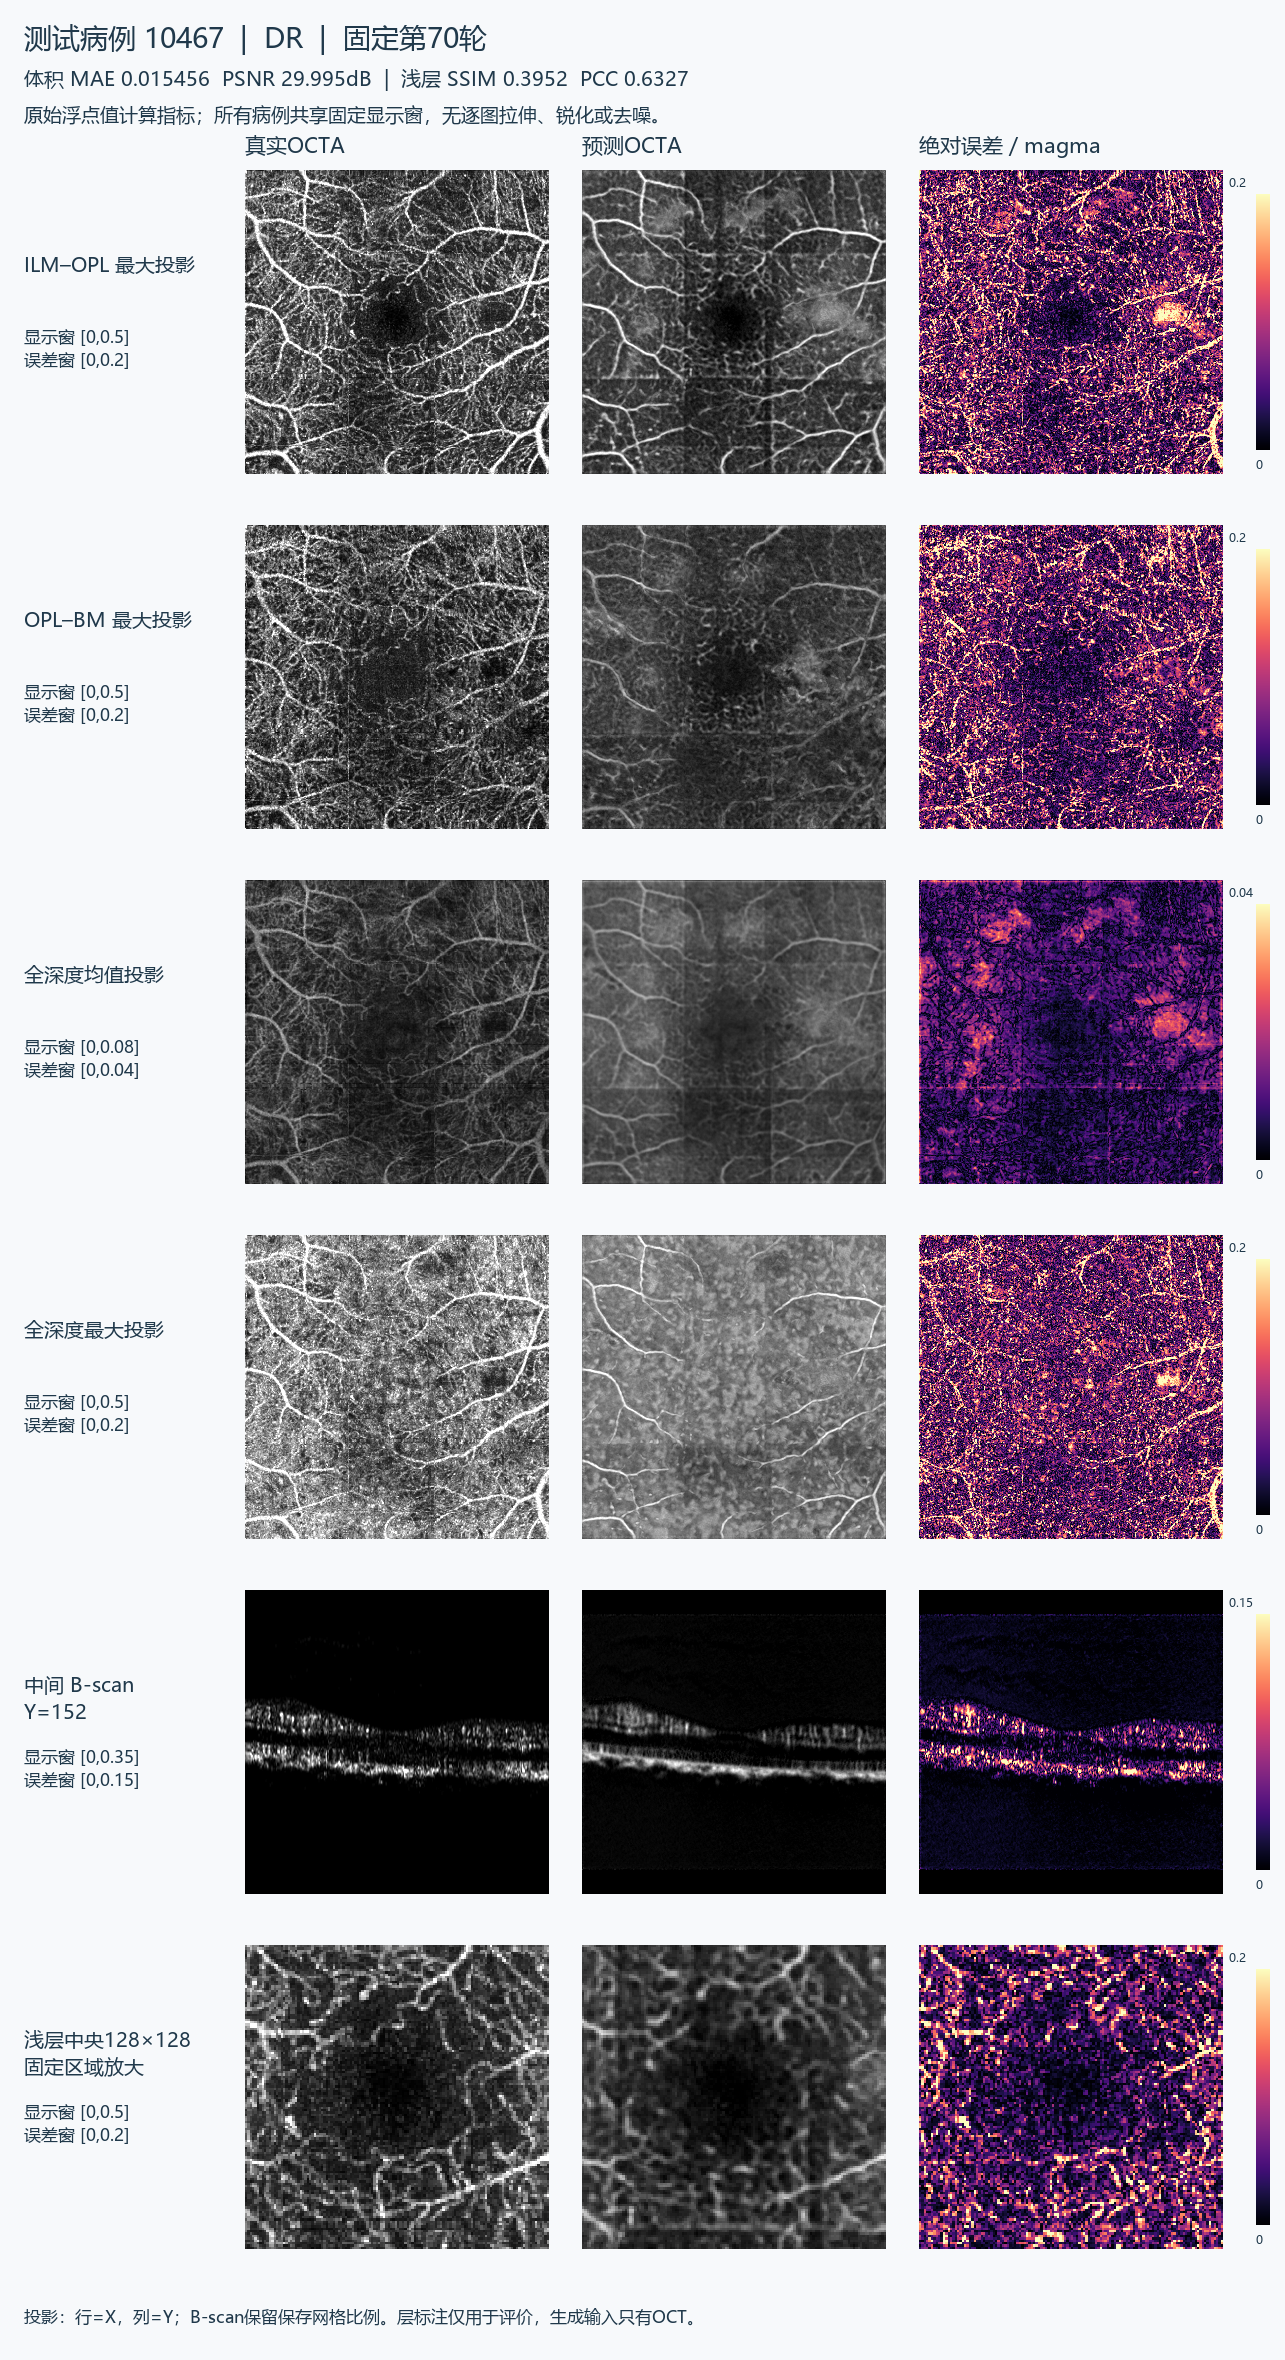 测试病例 10467 | DR | 固定第70轮
体积 MAE 0.015456 PSNR 29.995dB | 浅层 SSIM 0.3952 PCC 0.6327
原始浮点值计算指标；所有病例共享固定显示窗，无逐图拉伸、锐化或去噪。
真实OCTA 预测OCTA 绝对误差 / magma
0.2
ILM–OPL 最大投影
显示窗 [0,0.5]
误差窗 [0,0.2]
0
0.2
OPL–BM 最大投影
显示窗 [0,0.5]
误差窗 [0,0.2]
0
0.04
全深度均值投影
显示窗 [0,0.08]
误差窗 [0,0.04]
0
0.2
全深度最大投影
显示窗 [0,0.5]
误差窗 [0,0.2]
0
0.15
中间 B-scan
Y=152
显示窗 [0,0.35]
误差窗 [0,0.15]
0
0.2
浅层中央128×128
固定区域放大
显示窗 [0,0.5]
误差窗 [0,0.2]
0
投影：行=X，列=Y；B-scan保留保存网格比例。层标注仅用于评价，生成输入只有OCT。